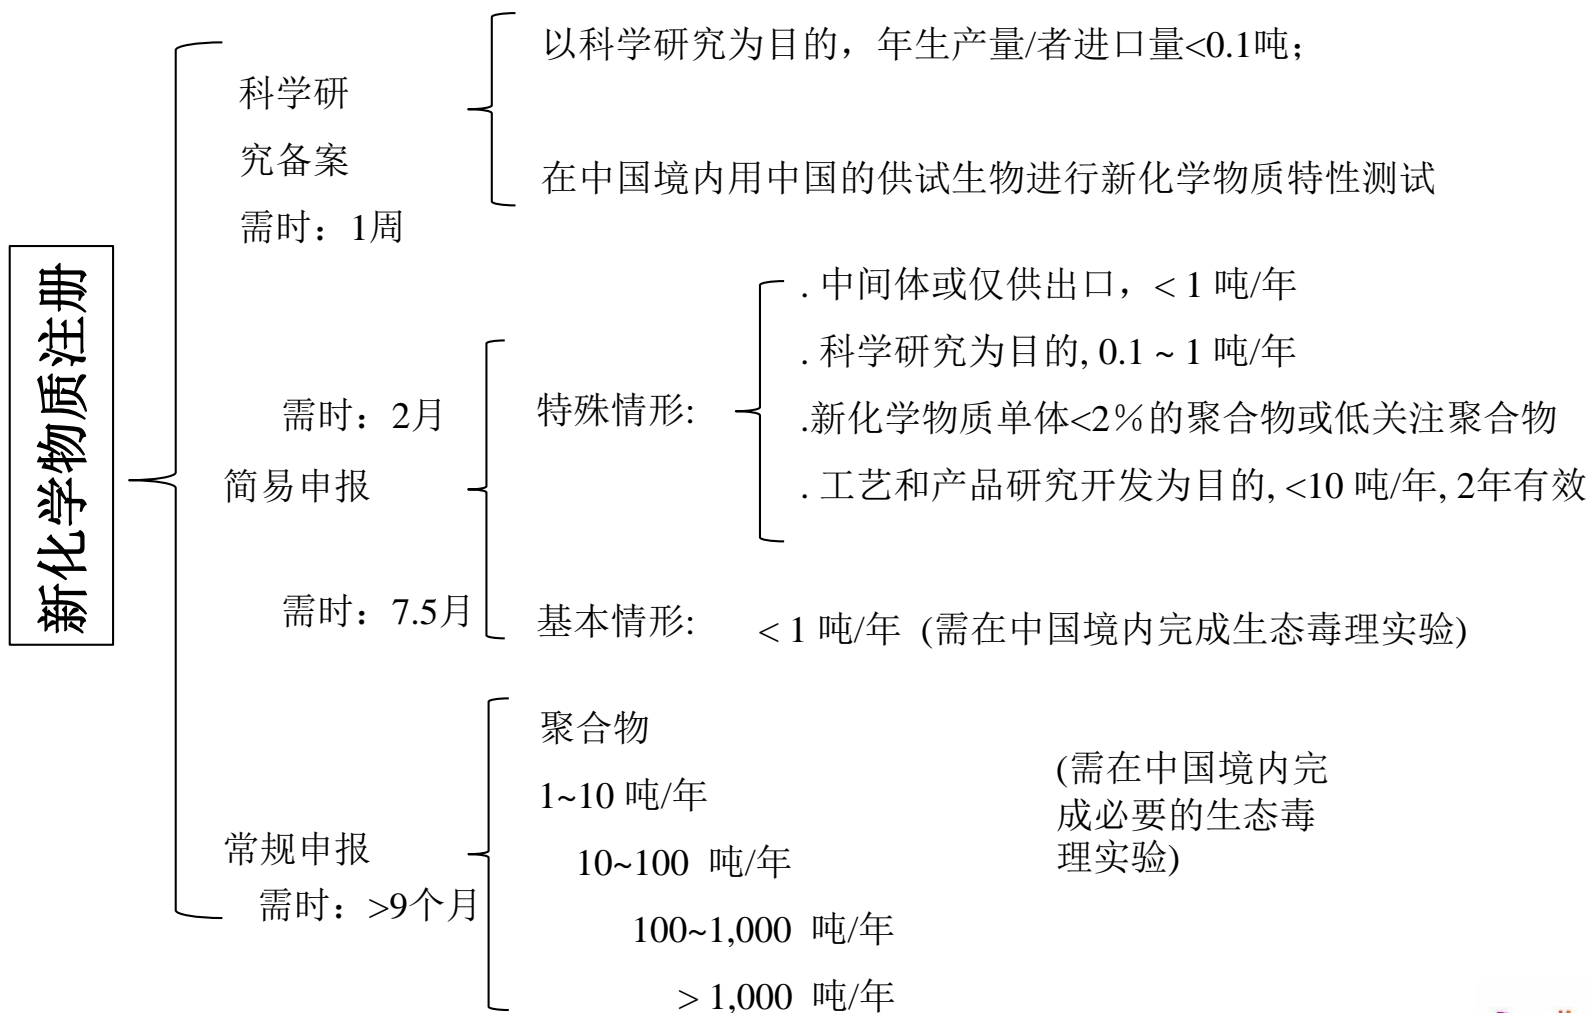 新化学物质注册
科学研
究备案
需时：1周
以科学研究为目的，年生产量/者进口量<0.1吨；
在中国境内用中国的供试生物进行新化学物质特性测试
需时：2月
简易申报
需时：7.5月
特殊情形:
. 中间体或仅供出口，< 1 吨/年
. 科学研究为目的, 0.1 ~ 1 吨/年
.新化学物质单体<2％的聚合物或低关注聚合物
. 工艺和产品研究开发为目的, <10 吨/年, 2年有效
基本情形:
< 1 吨/年 (需在中国境内完成生态毒理实验)
常规申报
需时：>9个月
聚合物
1~10 吨/年
10~100 吨/年
100~1,000 吨/年
> 1,000 吨/年
(需在中国境内完
成必要的生态毒
理实验)